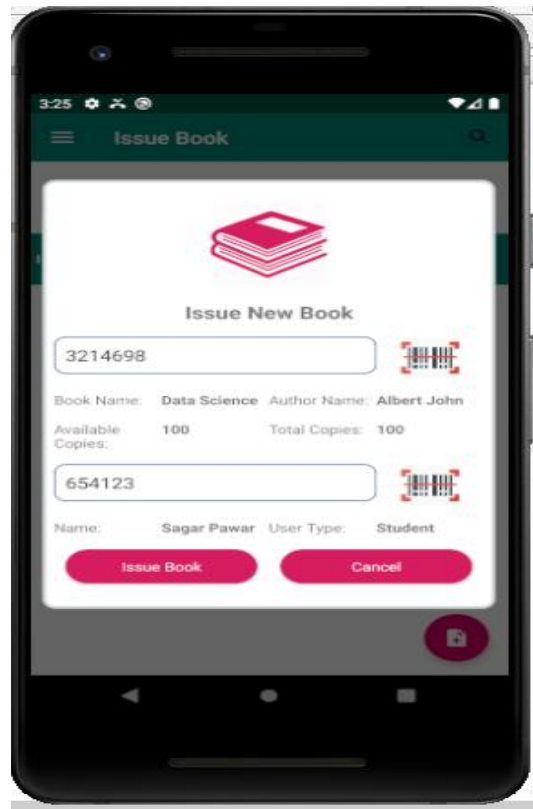 3:25
Issue Book
Issue New Book
3214698
Book Name: Data Science Author Name: Albert John
Available Copies: 100 Total Copies: 100
654123
Name: Sagar Pawar User Type: Student
Issue Book Cancel